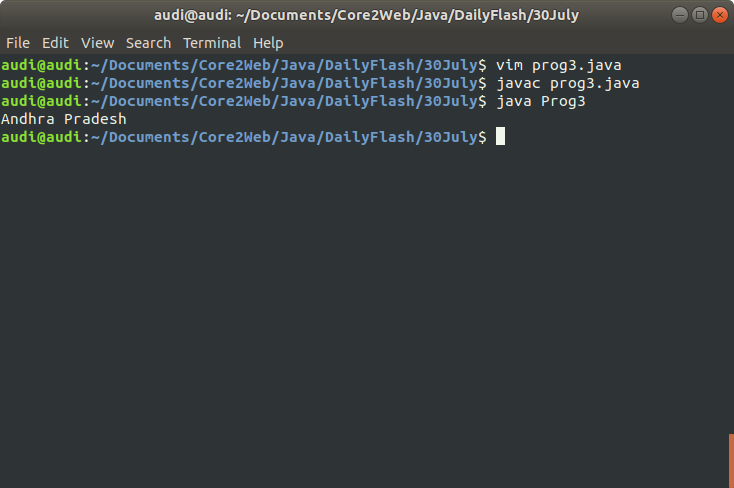 audi@audi: ~/Documents/Core2Web/Java/DailyFlash/30July
File Edit View Search Terminal Help
audi@audi:~/Documents/Core2Web/Java/DailyFlash/30July$ vim prog3.java
audi@audi:~/Documents/Core2Web/Java/DailyFlash/30July$ javac prog3.java
audi@audi:~/Documents/Core2Web/Java/DailyFlash/30July$ java Prog3
Andhra Pradesh
audi@audi:~/Documents/Core2Web/Java/DailyFlash/30July$